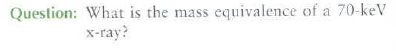 Question: What is the mass equivalence of a 70-keV
x-ray?